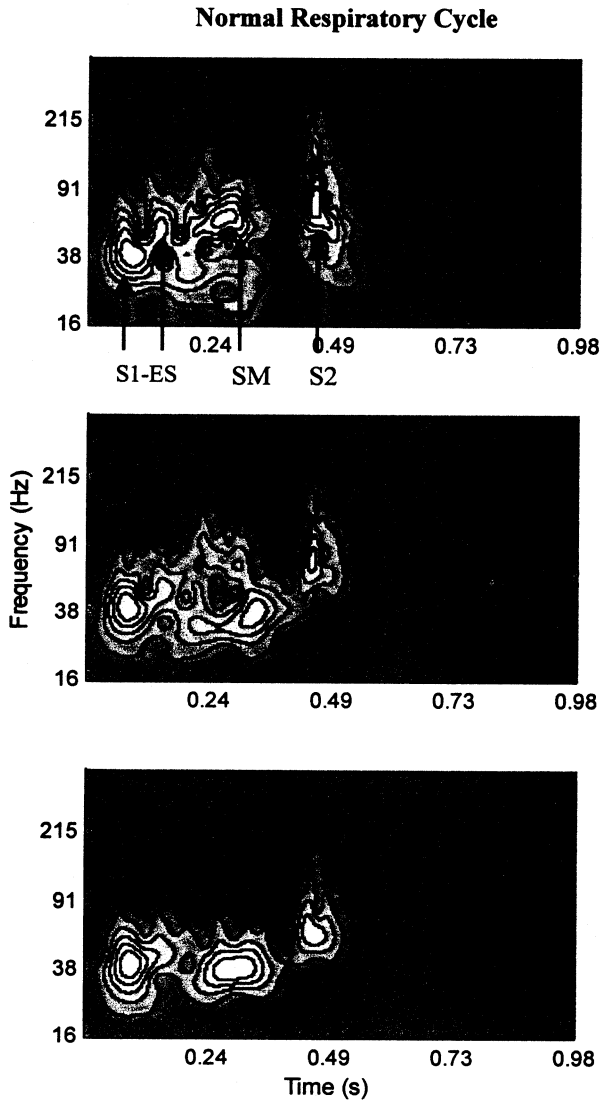 Normal Respiratory Cycle
215
91
38
16
0.24 0.49 0.73 0.98
S1-ES SM S2
Frequency (Hz)
215
91
38
16
0.24 0.49 0.73 0.98
215
91
38
16
0.24 0.49 0.73 0.98
Time (s)